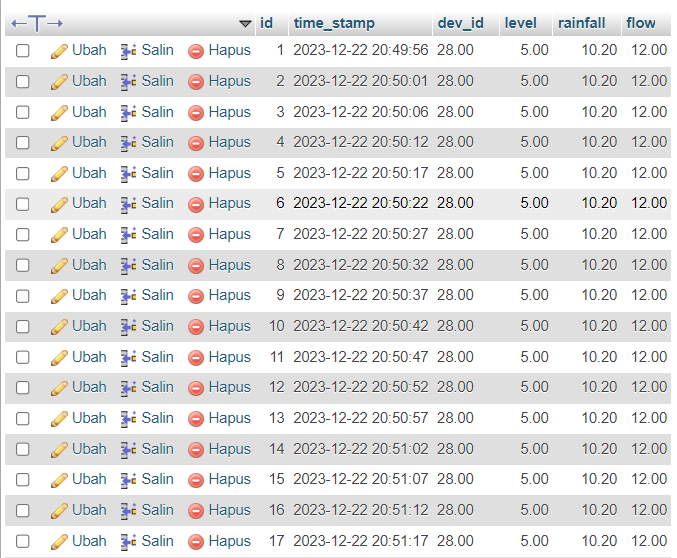 id time_stamp dev_id level rainfall flow
Ubah Salin Hapus 1 2023-12-22 20:49:56 28.00 5.00 10.20 12.00
Ubah Salin Hapus 2 2023-12-22 20:50:01 28.00 5.00 10.20 12.00
Ubah Salin Hapus 3 2023-12-22 20:50:06 28.00 5.00 10.20 12.00
Ubah Salin Hapus 4 2023-12-22 20:50:12 28.00 5.00 10.20 12.00
Ubah Salin Hapus 5 2023-12-22 20:50:17 28.00 5.00 10.20 12.00
Ubah Salin Hapus 6 2023-12-22 20:50:22 28.00 5.00 10.20 12.00
Ubah Salin Hapus 7 2023-12-22 20:50:27 28.00 5.00 10.20 12.00
Ubah Salin Hapus 8 2023-12-22 20:50:32 28.00 5.00 10.20 12.00
Ubah Salin Hapus 9 2023-12-22 20:50:37 28.00 5.00 10.20 12.00
Ubah Salin Hapus 10 2023-12-22 20:50:42 28.00 5.00 10.20 12.00
Ubah Salin Hapus 11 2023-12-22 20:50:47 28.00 5.00 10.20 12.00
Ubah Salin Hapus 12 2023-12-22 20:50:52 28.00 5.00 10.20 12.00
Ubah Salin Hapus 13 2023-12-22 20:50:57 28.00 5.00 10.20 12.00
Ubah Salin Hapus 14 2023-12-22 20:51:02 28.00 5.00 10.20 12.00
Ubah Salin Hapus 15 2023-12-22 20:51:07 28.00 5.00 10.20 12.00
Ubah Salin Hapus 16 2023-12-22 20:51:12 28.00 5.00 10.20 12.00
Ubah Salin Hapus 17 2023-12-22 20:51:17 28.00 5.00 10.20 12.00